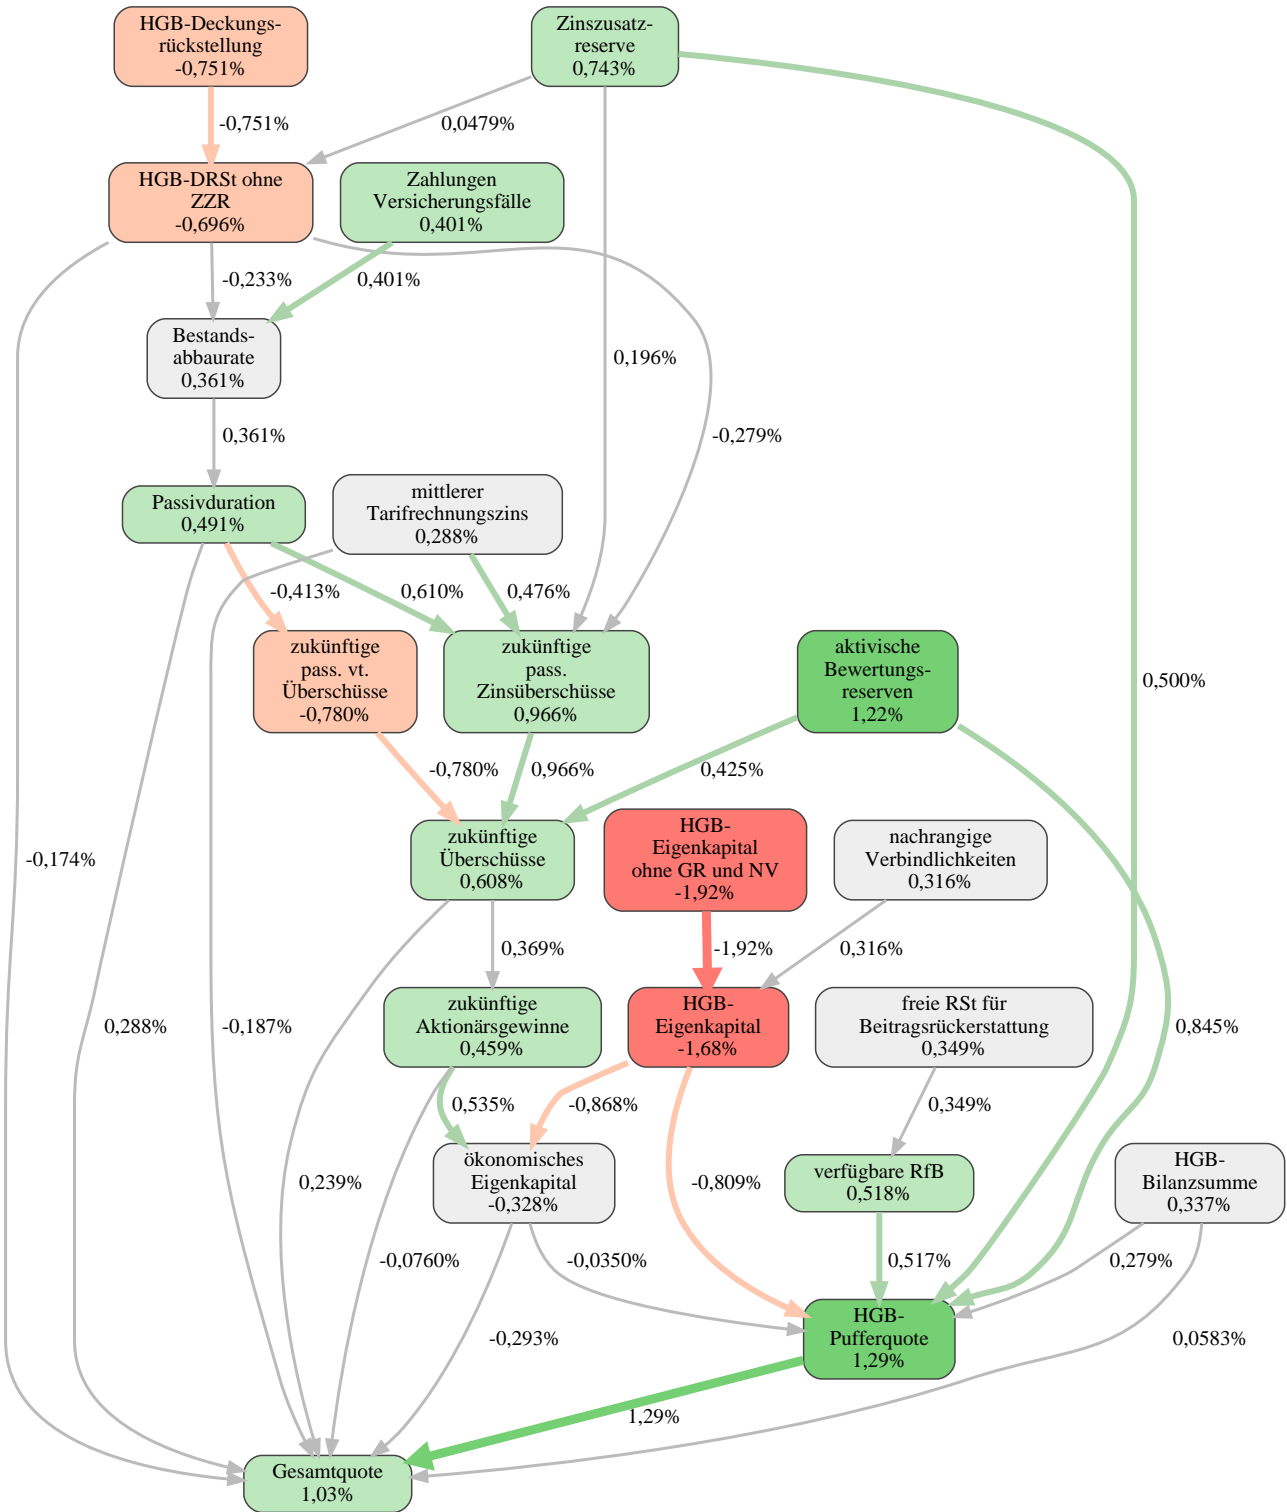 HGB-Deckungs-
rückstellung
-0,751%
Zinszusatz-
reserve
0,743%
-0,751%
0,0479%
HGB-DRSt ohne
ZZR
-0,696%
Zahlungen
Versicherungsfälle
0,401%
-0,233%
0,401%
Bestands-
abbaurate
0,361%
0,196%
-0,279%
0,361%
Passivduration
0,491%
mittlerer
Tarifrechnungszins
0,288%
-0,413%
0,610%
0,476%
zukünftige
pass. vt.
Überschüsse
-0,780%
zukünftige
pass.
Zinsüberschüsse
0,966%
aktivische
Bewertungs-
reserven
1,22%
0,500%
-0,780%
0,966%
0,425%
zukünftige
Überschüsse
0,608%
HGB-
Eigenkapital
ohne GR und NV
-1,92%
nachrangige
Verbindlichkeiten
0,316%
-0,174%
0,369%
-1,92%
0,316%
zukünftige
Aktionärsgewinne
0,459%
HGB-
Eigenkapital
-1,68%
freie RSt für
Beitragsrückerstattung
0,349%
0,288%
-0,187%
0,845%
0,535%
-0,868%
0,349%
ökonomisches
Eigenkapital
-0,328%
verfügbare RfB
0,518%
HGB-
Bilanzsumme
0,337%
0,239%
-0,809%
-0,0760%
-0,0350%
0,517%
0,279%
HGB-
Pufferquote
1,29%
-0,293%
0,0583%
1,29%
Gesamtquote
1,03%